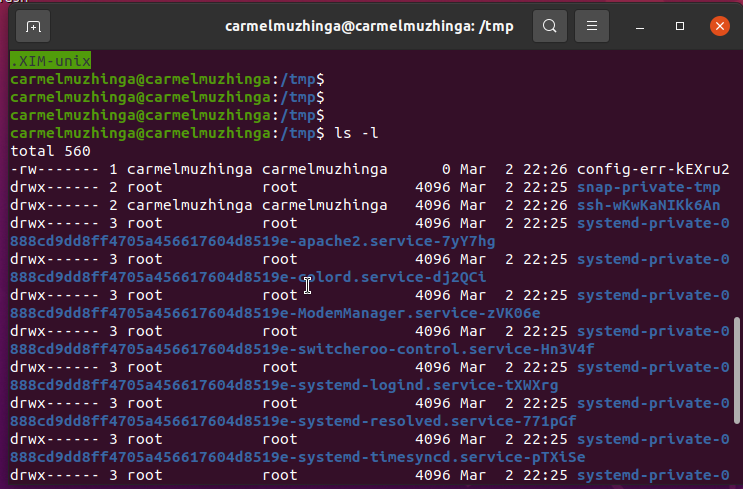 carmelmuzhinga@carmelmuzhinga: /tmp
.XIM-unix
carmelmuzhinga@carmelmuzhinga:/tmp$
carmelmuzhinga@carmelmuzhinga:/tmp$
carmelmuzhinga@carmelmuzhinga:/tmp$
carmelmuzhinga@carmelmuzhinga:/tmp$ ls -l
total 560
-rw------- 1 carmelmuzhinga carmelmuzhinga 0 Mar 2 22:26 config-err-kEXru2
drwx------ 2 root root 4096 Mar 2 22:25 snap-private-tmp
drwx------ 2 carmelmuzhinga carmelmuzhinga 4096 Mar 2 22:26 ssh-wKwKaNIKk6An
drwx------ 3 root root 4096 Mar 2 22:25 systemd-private-0
888cd9dd8ff4705a456617604d8519e-apache2.service-7yY7hg
drwx------ 3 root root 4096 Mar 2 22:25 systemd-private-0
888cd9dd8ff4705a456617604d8519e-colord.service-dj2QCi
drwx------ 3 root root 4096 Mar 2 22:25 systemd-private-0
888cd9dd8ff4705a456617604d8519e-ModemManager.service-zVK06e
drwx------ 3 root root 4096 Mar 2 22:25 systemd-private-0
888cd9dd8ff4705a456617604d8519e-switcheroo-control.service-Hn3V4f
drwx------ 3 root root 4096 Mar 2 22:25 systemd-private-0
888cd9dd8ff4705a456617604d8519e-systemd-logind.service-tXWXrg
drwx------ 3 root root 4096 Mar 2 22:25 systemd-private-0
888cd9dd8ff4705a456617604d8519e-systemd-resolved.service-771pGf
drwx------ 3 root root 4096 Mar 2 22:25 systemd-private-0
888cd9dd8ff4705a456617604d8519e-systemd-timesyncd.service-pTXiSe
drwx------ 3 root root 4096 Mar 2 22:25 systemd-private-0